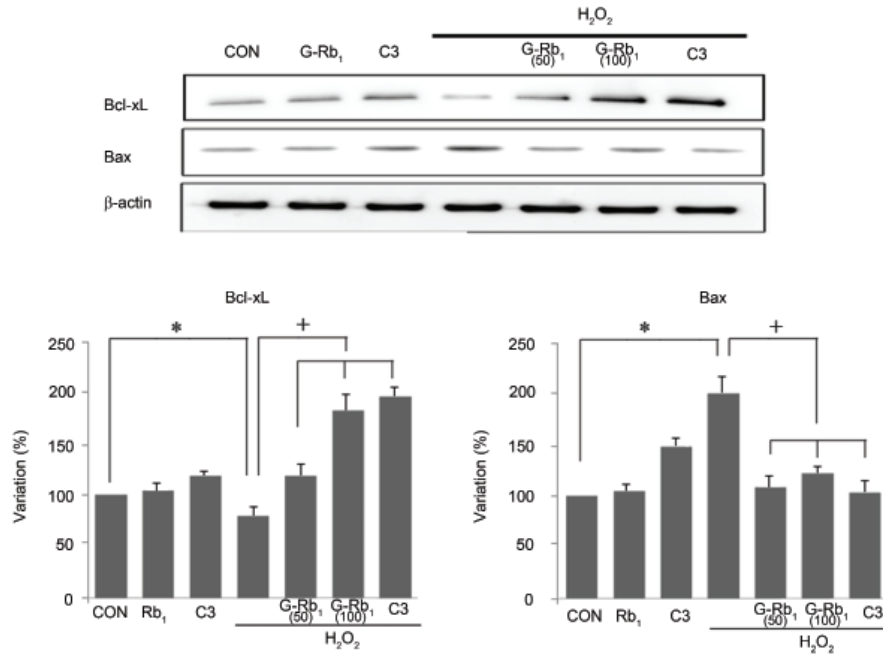 H₂O₂
CON G-Rb₁ C3 G-Rb₁ (50) G-Rb₁ (100) C3
Bcl-xL
Bax
β-actin
Bcl-xL
* +
250
200
150
100
50
0
Variation (%)
CON Rb₁ C3 G-Rb₁ (50) G-Rb₁ (100) C3
H₂O₂
Bax
* +
250
200
150
100
50
0
Variation (%)
CON Rb₁ C3 G-Rb₁ (50) G-Rb₁ (100) C3
H₂O₂